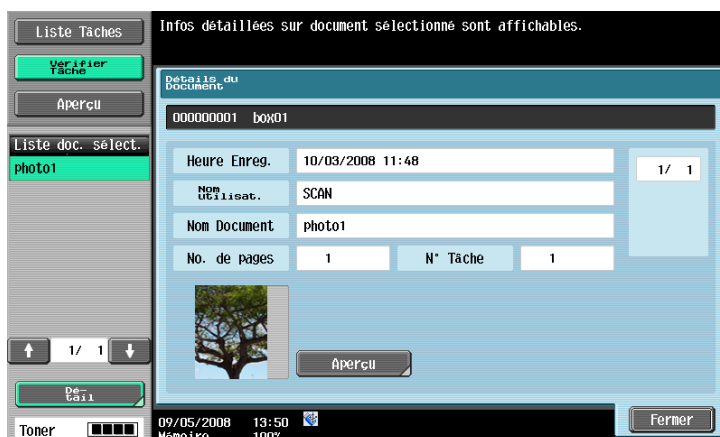 Liste Tâches
Vérifier
Tâche
Aperçu
Liste doc. sélect.
photo1
1/ 1
Dé-
tail
Toner
Infos détaillées sur document sélectionné sont affichables.
Détails du
Document
000000001 box01
Heure Enreg. 10/03/2008 11:48
Nom
utilisat. SCAN
Nom Document photo1
No. de pages 1 N° Tâche 1
1/ 1
Aperçu
09/05/2008 13:50
Mémoire 100%
Fermer